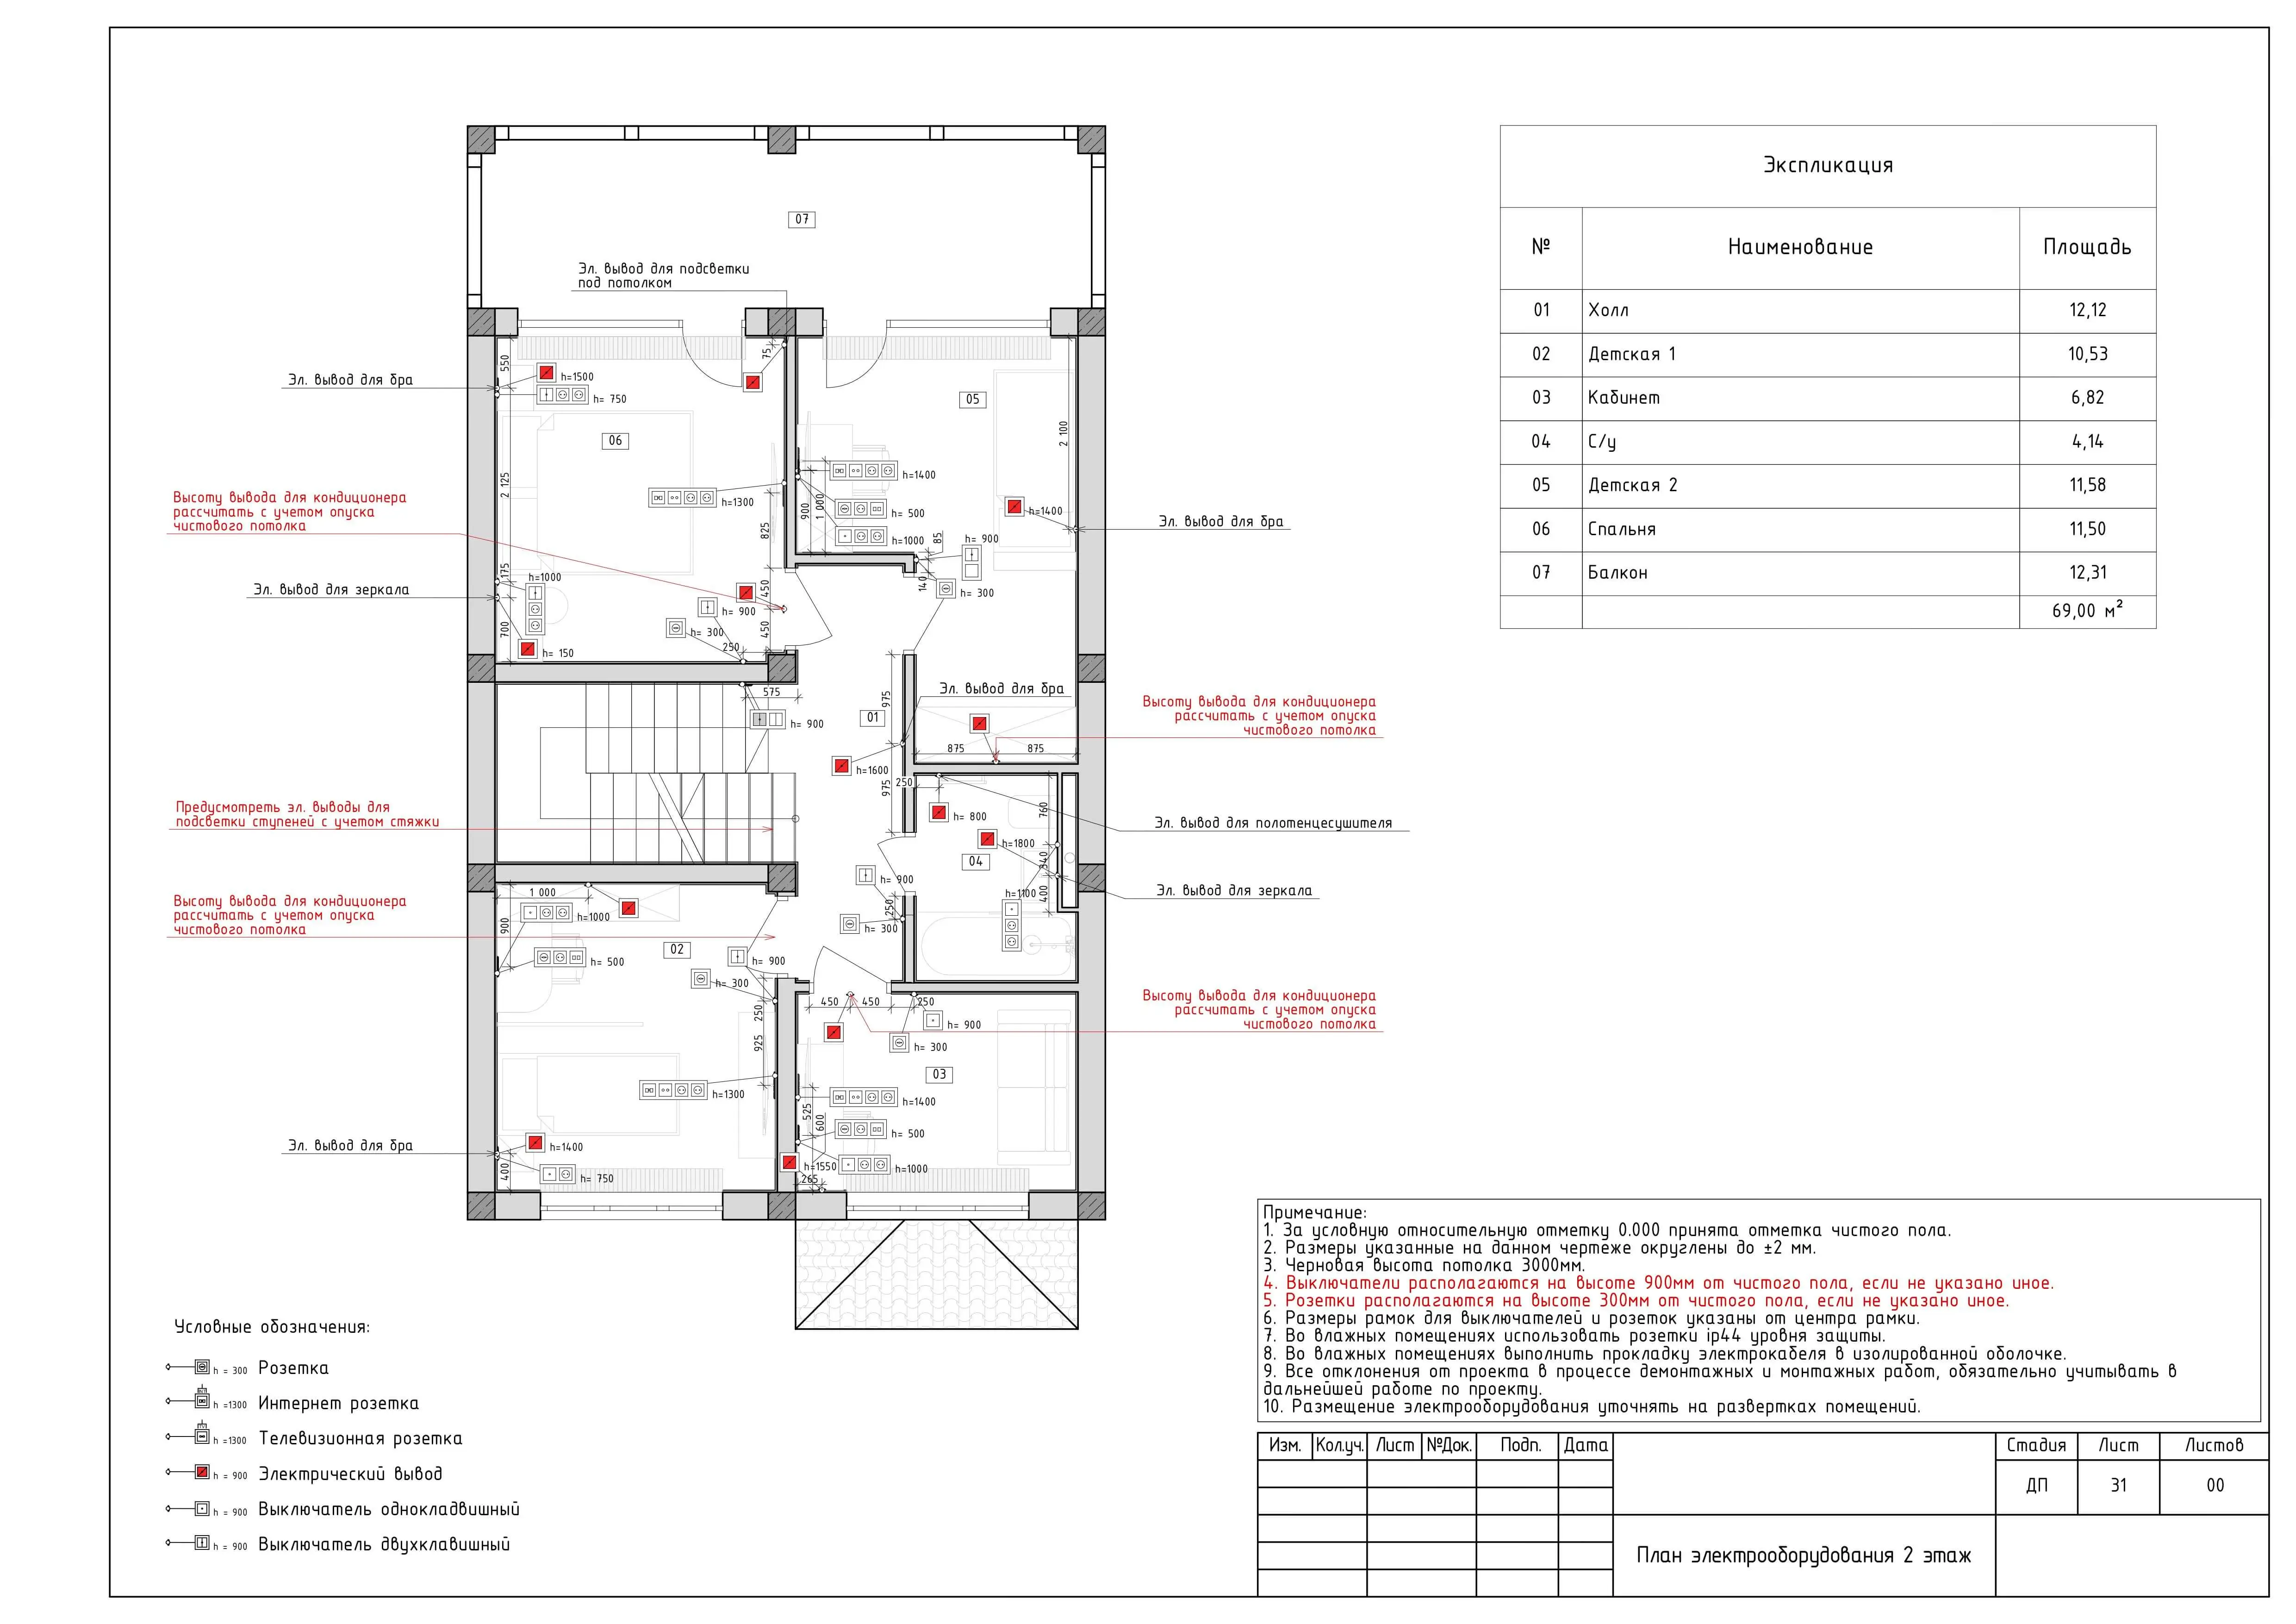 Экспликация
№ Наименование Площадь
01 Холл 12,12
02 Детская 1 10,53
03 Кабинет 6,82
04 С/у 4,14
05 Детская 2 11,58
06 Спальня 11,50
07 Балкон 12,31
69,00 м²
07
Эл. вывод для подсветки
под потолком
Эл. вывод для бра
550
h=1500
h= 750
75
06
2 125
h=1300
825
Высоту вывода для кондиционера
рассчитать с учетом опуска
чистового потолка
Эл. вывод для зеркала
175
h=1000
700
h= 150
450
h= 900
h= 300
450
250
05
2 100
h=1400
900
1 000
h= 500
h=1000
h=1400
Эл. вывод для бра
85
h= 900
140
h= 300
575
h= 900
01
975
Эл. вывод для бра
h=1600
975
875
875
Высоту вывода для кондиционера
рассчитать с учетом опуска
чистового потолка
250
h= 800
760
h=1800
04
340
h=1100
400
Эл. вывод для полотенцесушителя
Эл. вывод для зеркала
h= 900
250
h= 300
Предусмотреть эл. выводы для
подсветки ступеней с учетом стяжки
Высоту вывода для кондиционера
рассчитать с учетом опуска
чистового потолка
1 000
h=1000
900
h= 500
02
h= 900
h= 300
250
925
h=1300
Эл. вывод для бра
h=1400
h= 750
400
450
450
250
h= 900
h= 300
Высоту вывода для кондиционера
рассчитать с учетом опуска
чистового потолка
03
h=1400
525
600
h= 500
h=1550
h=1000
265
Примечание:
1. За условную относительную отметку 0.000 принята отметка чистого пола.
2. Размеры указанные на данном чертеже округлены до ±2 мм.
3. Черновая высота потолка 3000мм.
4. Выключатели располагаются на высоте 900мм от чистого пола, если не указано иное.
5. Розетки располагаются на высоте 300мм от чистого пола, если не указано иное.
6. Размеры рамок для выключателей и розеток указаны от центра рамки.
7. Во влажных помещениях использовать розетки ip44 уровня защиты.
8. Во влажных помещениях выполнить прокладку электрокабеля в изолированной оболочке.
9. Все отклонения от проекта в процессе демонтажных и монтажных работ, обязательно учитывать в
дальнейшей работе по проекту.
10. Размещение электрооборудования уточнять на развертках помещений.
Условные обозначения:
h = 300 Розетка
h =1300 Интернет розетка
h =1300 Телевизионная розетка
h = 900 Электрический вывод
h = 900 Выключатель однокладвишный
h = 900 Выключатель двухклавишный
Изм. Кол.уч. Лист №Док. Подп. Дата
Стадия Лист Листов
ДП 31 00
План электрооборудования 2 этаж